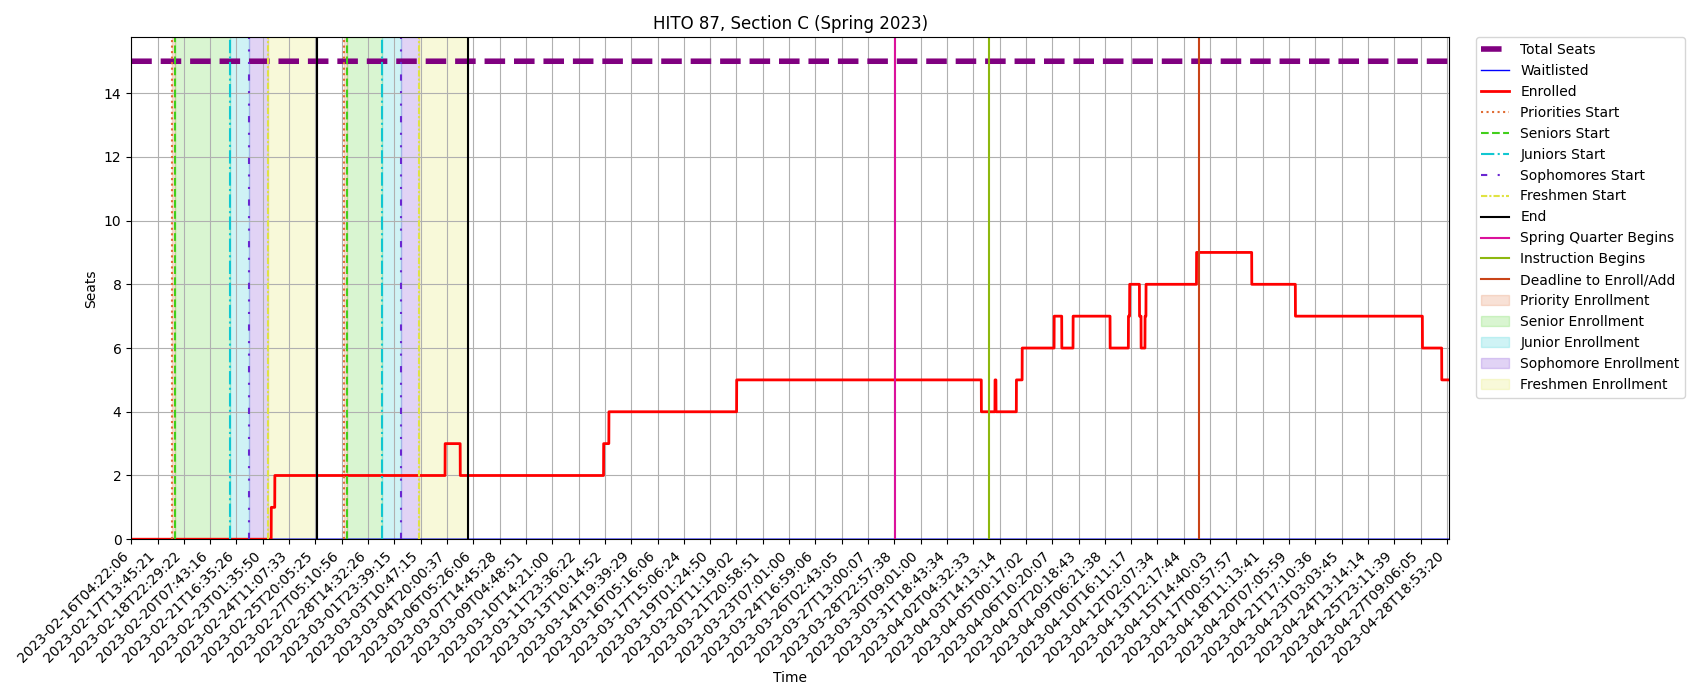 HITO 87, Section C (Spring 2023)
Seats
14
12
10
8
6
4
2
0
2023-02-16T04:22:06
2023-02-17T13:45:21
2023-02-18T22:29:22
2023-02-20T07:43:16
2023-02-21T16:35:26
2023-02-23T01:35:50
2023-02-24T11:07:33
2023-02-25T20:05:25
2023-02-27T05:10:56
2023-02-28T14:32:26
2023-03-01T23:39:15
2023-03-03T10:47:15
2023-03-04T20:00:37
2023-03-06T05:26:06
2023-03-07T14:45:28
2023-03-09T04:48:51
2023-03-10T14:21:00
2023-03-11T23:36:22
2023-03-13T10:14:52
2023-03-14T19:39:29
2023-03-16T05:16:06
2023-03-17T15:06:24
2023-03-19T01:24:50
2023-03-20T11:19:02
2023-03-21T20:58:51
2023-03-23T07:01:00
2023-03-24T16:59:06
2023-03-26T02:43:05
2023-03-27T13:00:07
2023-03-28T22:57:38
2023-03-30T09:01:00
2023-03-31T18:43:34
2023-04-02T04:32:33
2023-04-03T14:13:14
2023-04-05T00:17:02
2023-04-06T10:20:07
2023-04-07T20:18:43
2023-04-09T06:21:38
2023-04-10T16:11:17
2023-04-12T02:07:34
2023-04-13T12:17:44
2023-04-15T14:40:03
2023-04-17T00:57:57
2023-04-18T11:13:41
2023-04-20T07:05:59
2023-04-21T17:10:36
2023-04-23T03:03:45
2023-04-24T13:14:14
2023-04-25T23:11:39
2023-04-27T09:06:05
2023-04-28T18:53:20
Time
Total Seats
Waitlisted
Enrolled
Priorities Start
Seniors Start
Juniors Start
Sophomores Start
Freshmen Start
End
Spring Quarter Begins
Instruction Begins
Deadline to Enroll/Add
Priority Enrollment
Senior Enrollment
Junior Enrollment
Sophomore Enrollment
Freshmen Enrollment